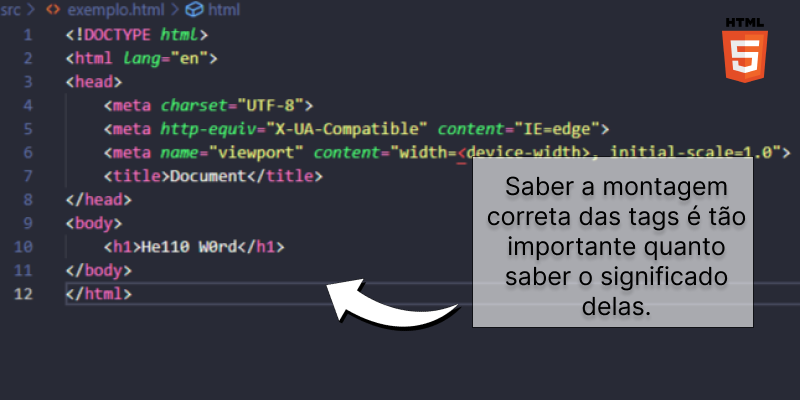 src > exemplo.html > html
HTML
5
1 <!DOCTYPE html>
2 <html lang="en">
3 <head>
4 <meta charset="UTF-8">
5 <meta http-equiv="X-UA-Compatible" content="IE=edge">
6 <meta name="viewport" content="width=<device-width>, initial-scale=1.0">
7 <title>Document</title>
8 </head>
9 <body>
10 <h1>He110 W0rd</h1>
11 </body>
12 </html>
Saber a montagem
correta das tags é tão
importante quanto
saber o significado
delas.